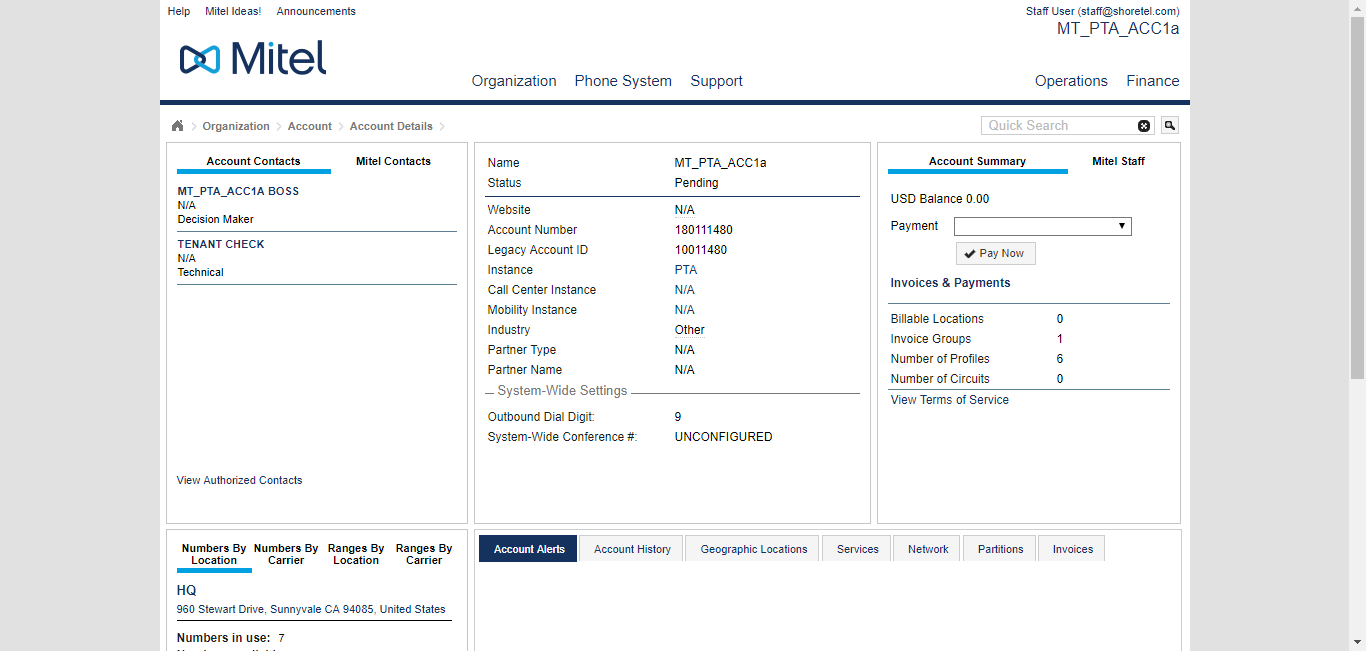 Help Mitel Ideas! Announcements
Staff User (staff@shoretel.com)
MT_PTA_ACC1a
Mitel
Organization Phone System Support
Operations Finance
Organization Account Account Details
Quick Search
Account Contacts Mitel Contacts
MT_PTA_ACC1A BOSS
N/A
Decision Maker
TENANT CHECK
N/A
Technical
View Authorized Contacts
Name MT_PTA_ACC1a
Status Pending
Website N/A
Account Number 180111480
Legacy Account ID 10011480
Instance PTA
Call Center Instance N/A
Mobility Instance N/A
Industry Other
Partner Type N/A
Partner Name N/A
System-Wide Settings
Outbound Dial Digit: 9
System-Wide Conference #: UNCONFIGURED
Account Summary Mitel Staff
USD Balance 0.00
Payment
Pay Now
Invoices & Payments
Billable Locations 0
Invoice Groups 1
Number of Profiles 6
Number of Circuits 0
View Terms of Service
Numbers By Location Numbers By Carrier Ranges By Location Ranges By Carrier
HQ
960 Stewart Drive, Sunnyvale CA 94085, United States
Numbers in use: 7
Account Alerts Account History Geographic Locations Services Network Partitions Invoices